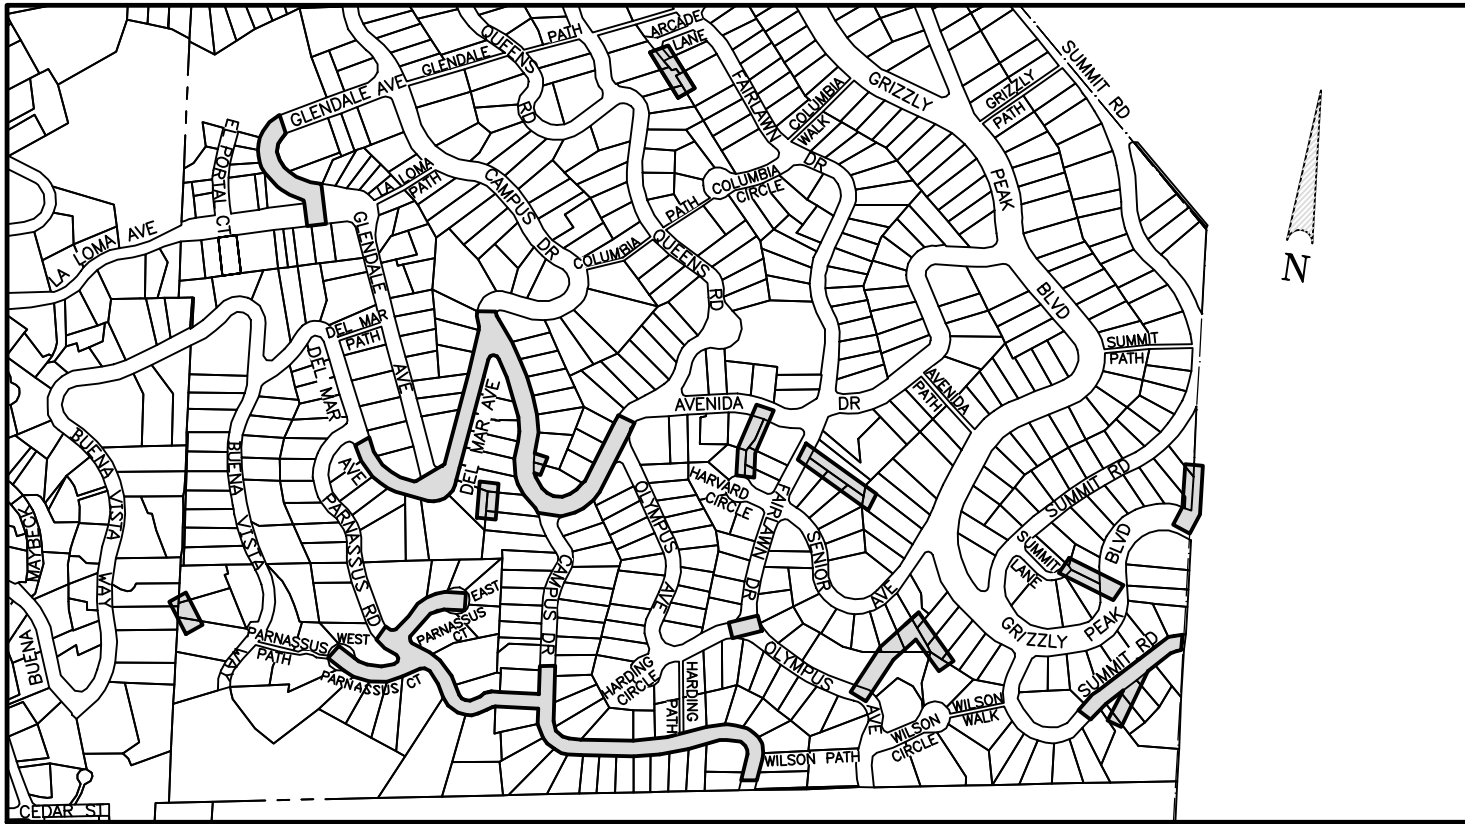 QUEENS
RD
GLENDALE
PATH
ARCADE
LANE
SUMMIT RD
GRIZZLY
GRIZZLY
PATH
GLENDALE AVE
FAIRLAWN
COLUMBIA
WALK
DR
EL PORTAL CT
LA LOMA
PATH
CAMPUS
DR
COLUMBIA
CIRCLE
PEAK
PATH
LA LOMA AVE
GLENDALE
COLUMBIA
QUEENS
RD
N
BLVD
DEL MAR
PATH
SUMMIT
PATH
DEL MAR
AVE
AVE
DEL MAR AVE
AVENIDA
DR
AVENIDA
PATH
BUENA VISTA
WAY
BUENA VISTA
WAY
PARNASSUS RD
HARVARD
CIRCLE
SUMMIT RD
MAYBECK
OLYMPUS
AVE
FAIRLAWN
DR
SENIOR
AVE
SUMMIT
LANE
BLVD
CAMPUS DR
EAST
PARNASSUS
CT
BUENA
PARNASSUS
PATH
WEST
PARNASSUS CT
GRIZZLY PEAK
SUMMIT RD
HARDING
CIRCLE
HARDING
PATH
OLYMPUS
AVE
WILSON
WALK
WILSON
CIRCLE
WILSON PATH
CEDAR ST